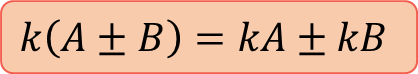 k(A ± B) = kA ± kB